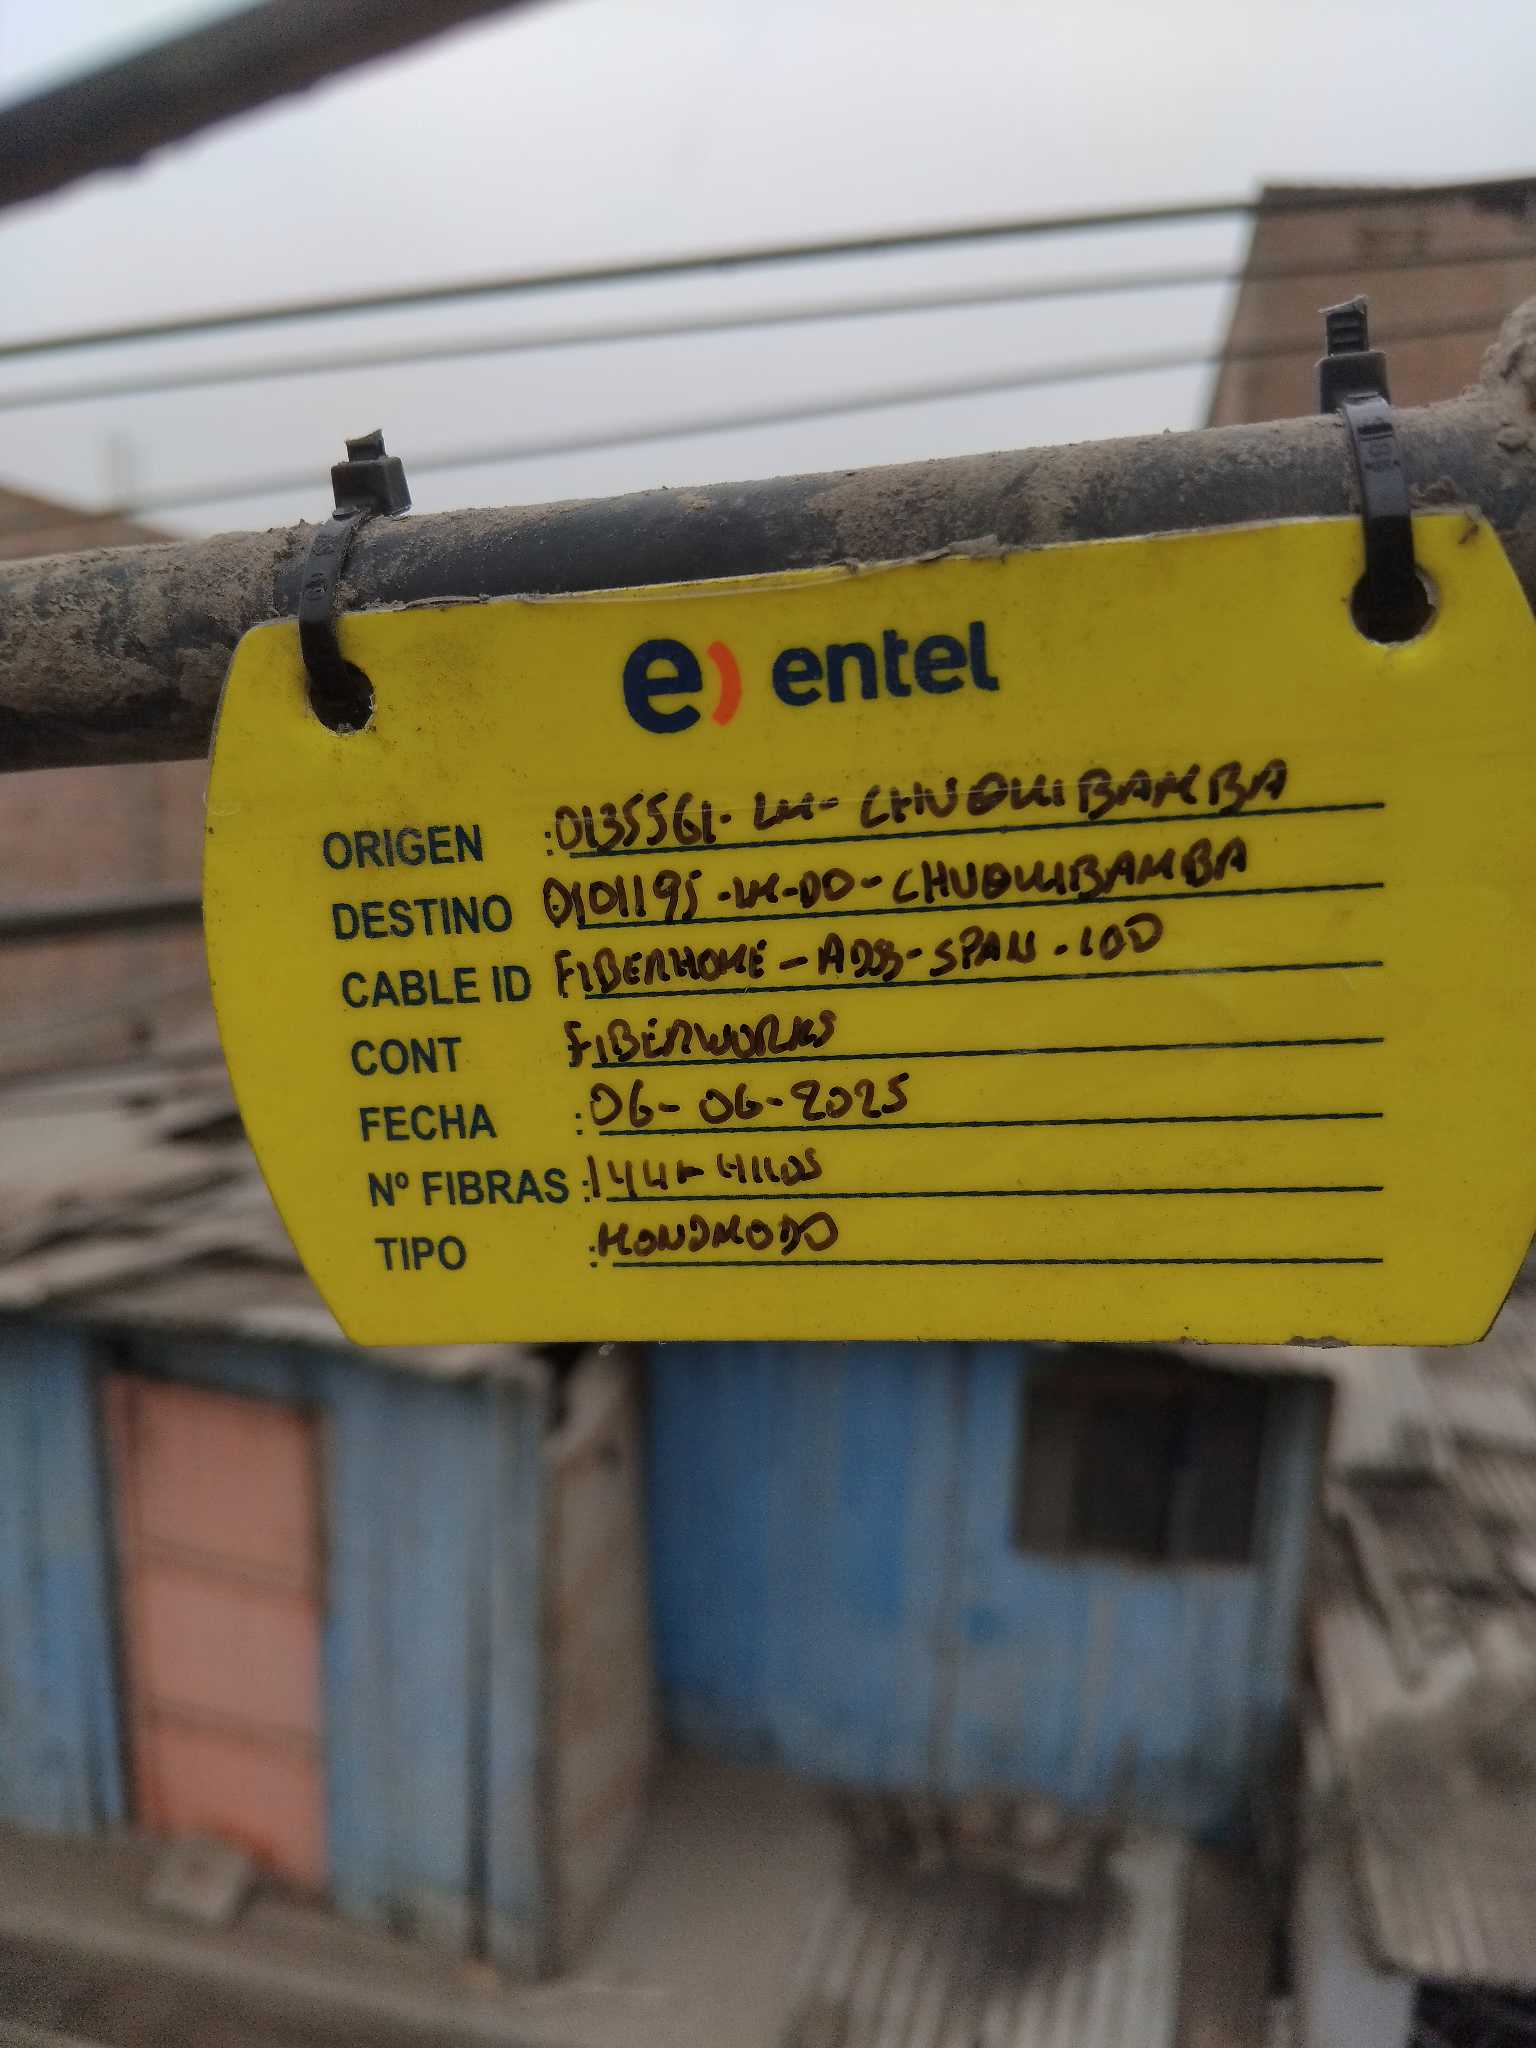 e) entel
ORIGEN : 0135561-LM-CHUQUIBAMBA
DESTINO 0101195-LM-DO-CHUQUIBAMBA
CABLE ID FIBERHOME-ADSS-SPAN-100
CONT FIBERWORKS
FECHA : 06-06-2025
Nº FIBRAS : 144-HILOS
TIPO : MONOMODO